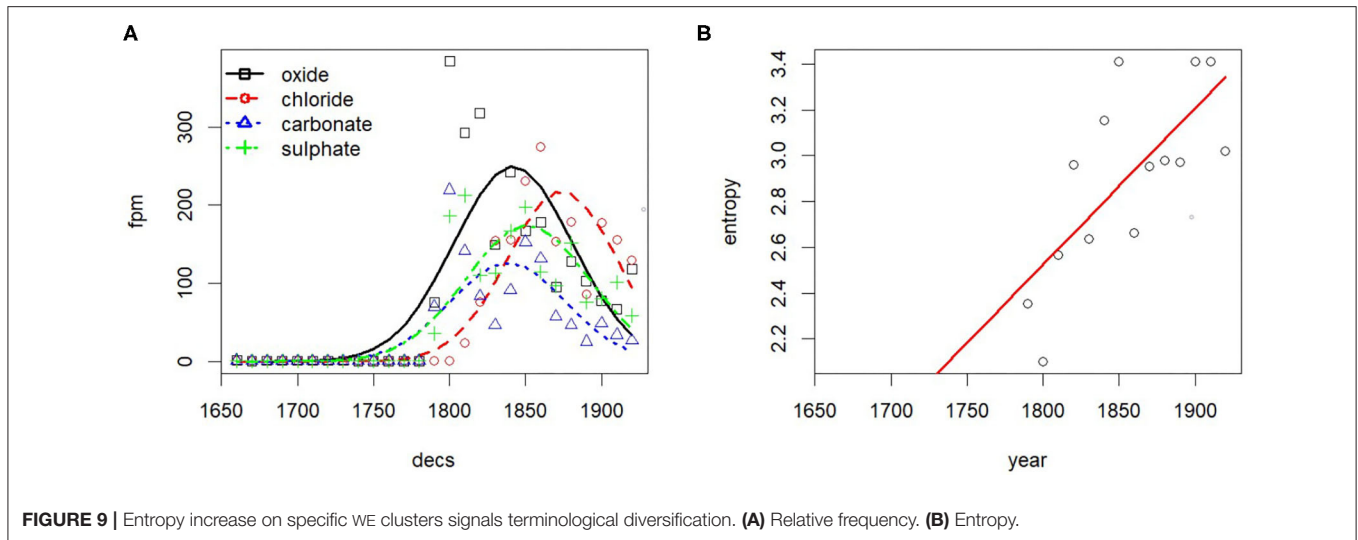 A
oxide
chloride
carbonate
sulphate
fpm
0
100
200
300
1650 1700 1750 1800 1850 1900
decs
B
entropy
2.2 2.4 2.6 2.8 3.0 3.2 3.4
1650 1700 1750 1800 1850 1900
year
FIGURE 9 | Entropy increase on specific WE clusters signals terminological diversification. (A) Relative frequency. (B) Entropy.